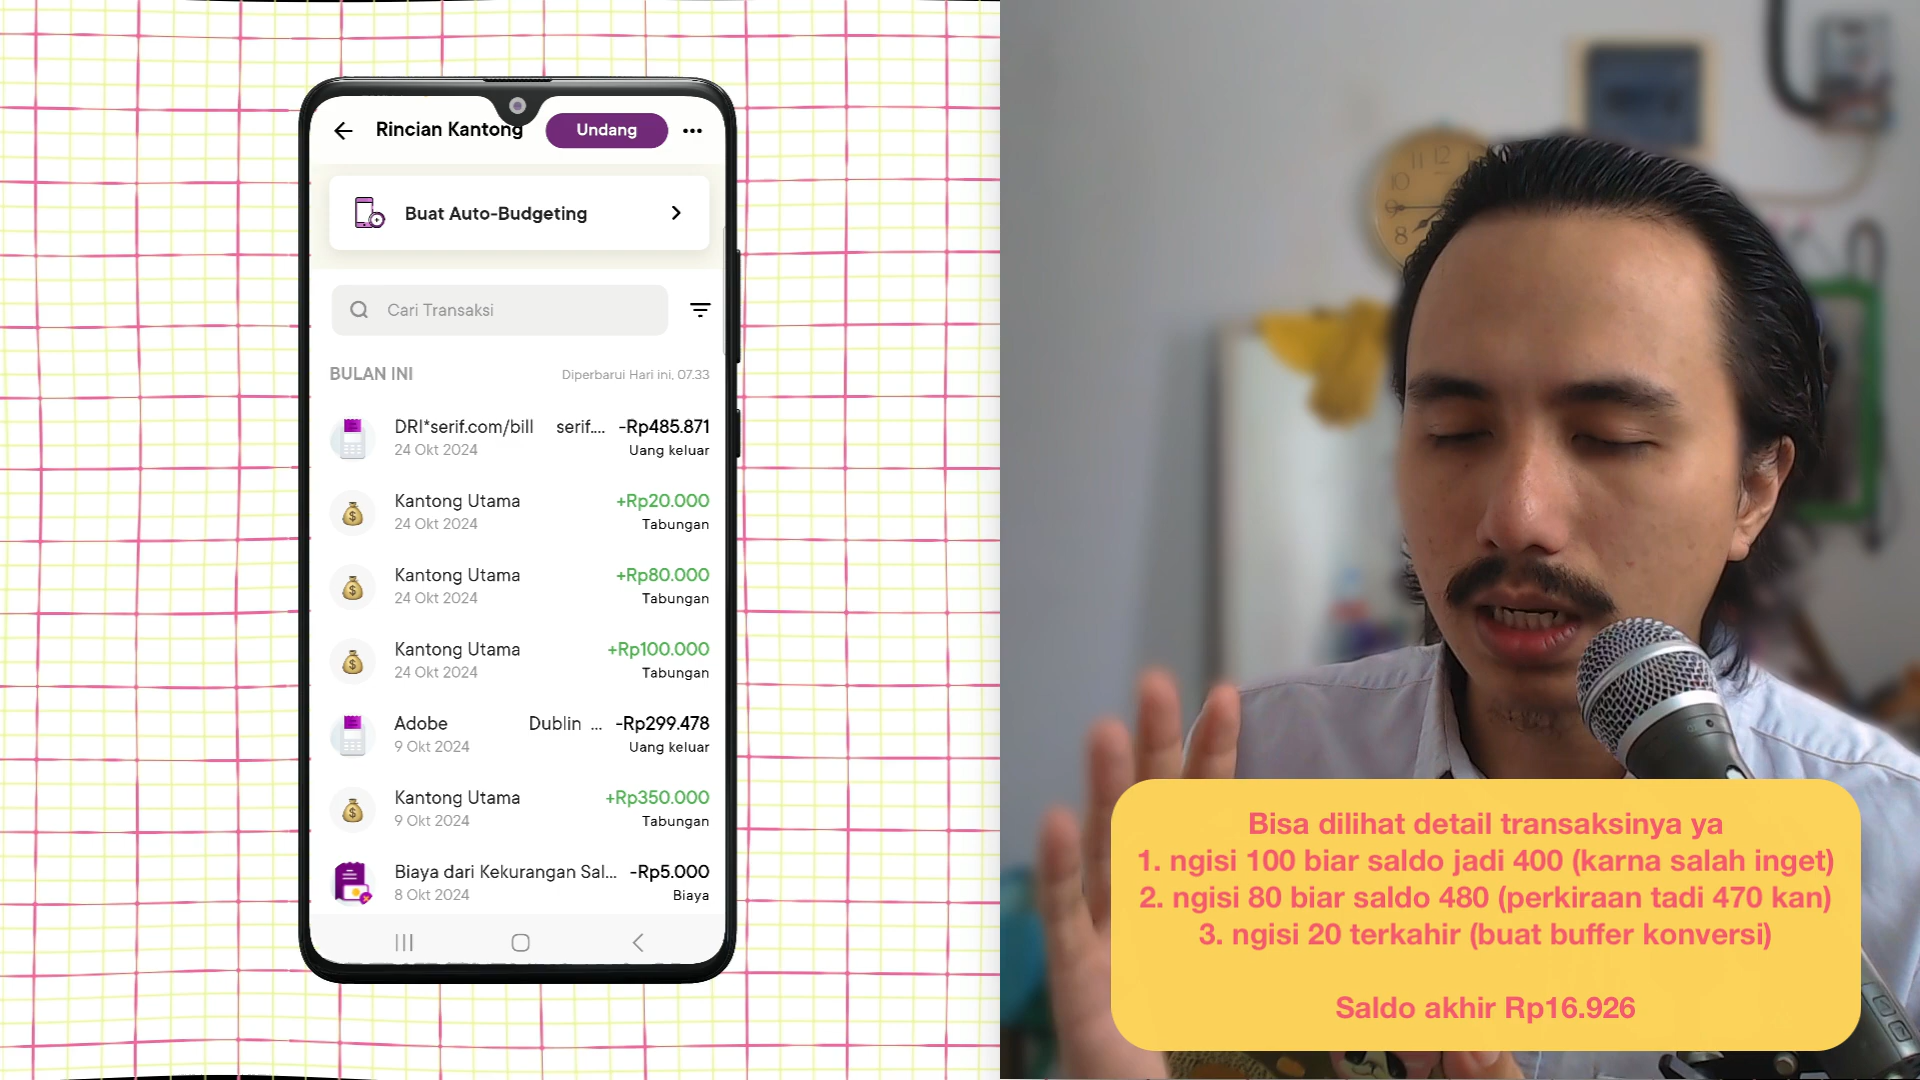 Rincian Kantong
Undang
Buat Auto-Budgeting
Cari Transaksi
BULAN INI
Diperbarui Hari ini, 07.33
DRI*serif.com/bill serif.... -Rp485.871
24 Okt 2024 Uang keluar
Kantong Utama +Rp20.000
24 Okt 2024 Tabungan
Kantong Utama +Rp80.000
24 Okt 2024 Tabungan
Kantong Utama +Rp100.000
24 Okt 2024 Tabungan
Adobe Dublin ... -Rp299.478
9 Okt 2024 Uang keluar
Kantong Utama +Rp350.000
9 Okt 2024 Tabungan
Biaya dari Kekurangan Sal... -Rp5.000
8 Okt 2024 Biaya
11 12
10
9
8
Bisa dilihat detail transaksinya ya
1. ngisi 100 biar saldo jadi 400 (karna salah inget)
2. ngisi 80 biar saldo 480 (perkiraan tadi 470 kan)
3. ngisi 20 terkahir (buat buffer konversi)
Saldo akhir Rp16.926